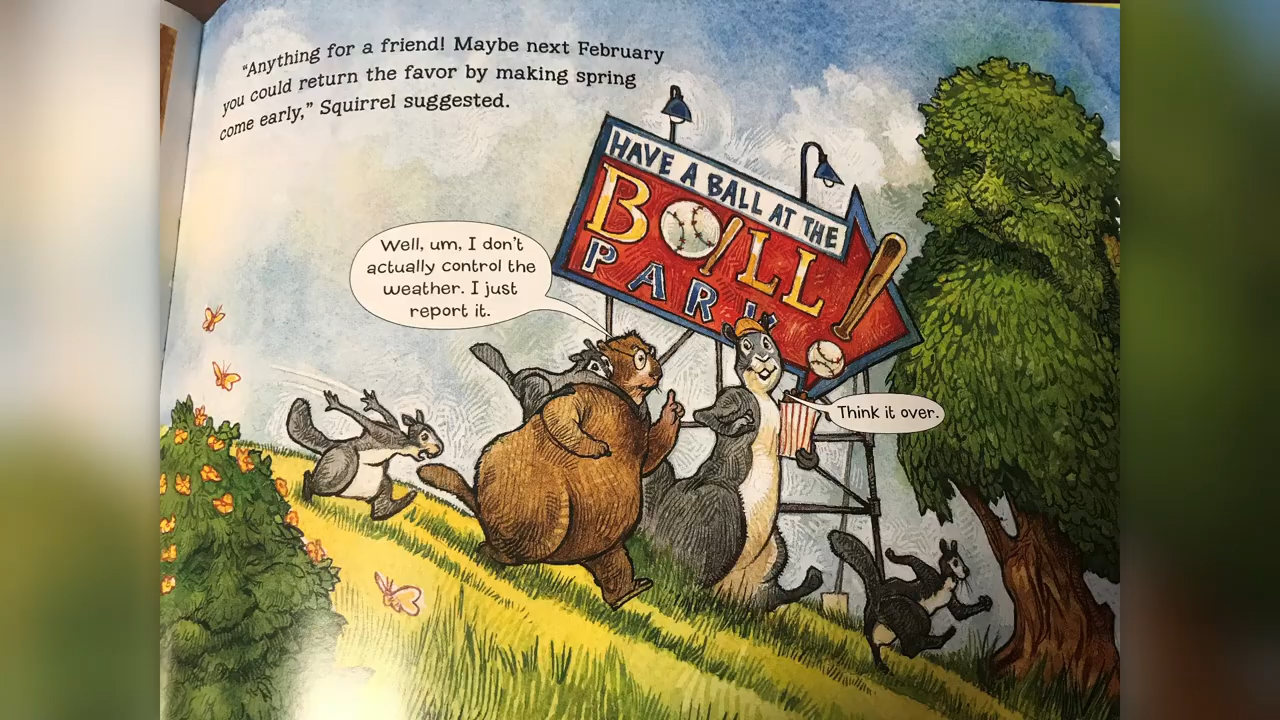 "Anything for a friend! Maybe next February
you could return the favor by making spring
come early," Squirrel suggested.
HAVE A BALL AT THE
BALL
PARK
Well, um, I don't
actually control the
weather. I just
report it.
Think it over.